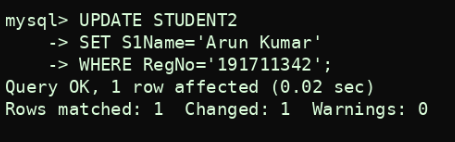 mysql> UPDATE STUDENT2
-> SET S1Name='Arun Kumar'
-> WHERE RegNo='191711342';
Query OK, 1 row affected (0.02 sec)
Rows matched: 1  Changed: 1  Warnings: 0